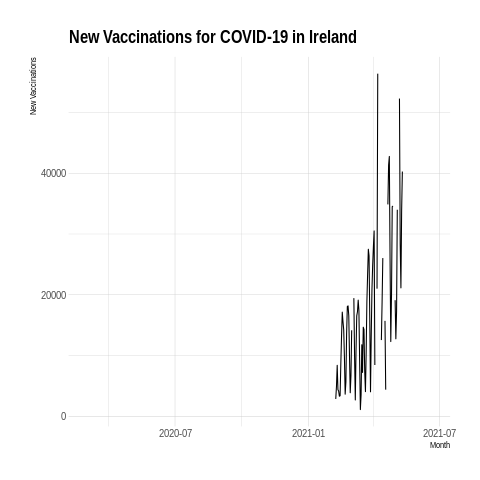 New Vaccinations for COVID-19 in Ireland
New Vaccinations
40000
20000
0
2020-07
2021-01
2021-07
Month